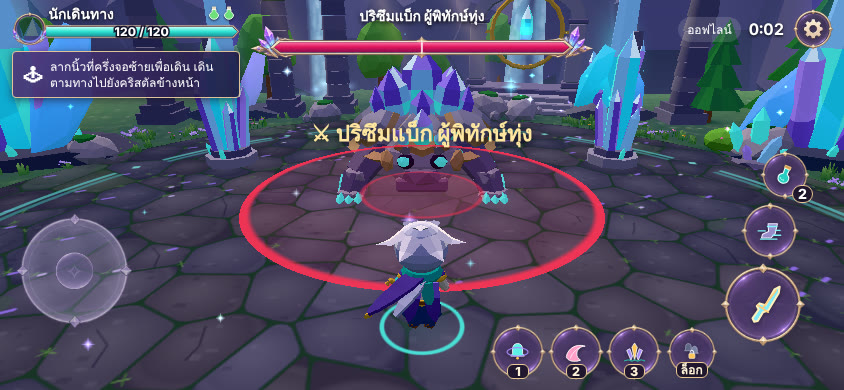 นักเดินทาง
120 / 120
ปริซึมแบ็ก ผู้พิทักษ์ทุ่ง
ออฟไลน์
0:02
ลากนิ้วที่ครึ่งจอซ้ายเพื่อเดิน เดิน
ตามทางไปยังคริสตัลข้างหน้า
⚔ ปริซึมแบ็ก ผู้พิทักษ์ทุ่ง
2
1
2
3
ล็อก